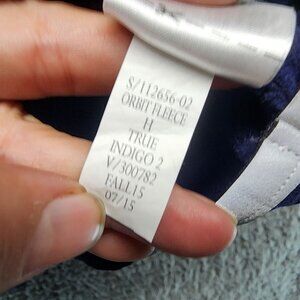 S/112656-02
ORBIT FLEECE
H
TRUE
INDIGO 2
V/300782
FALL15
07/15